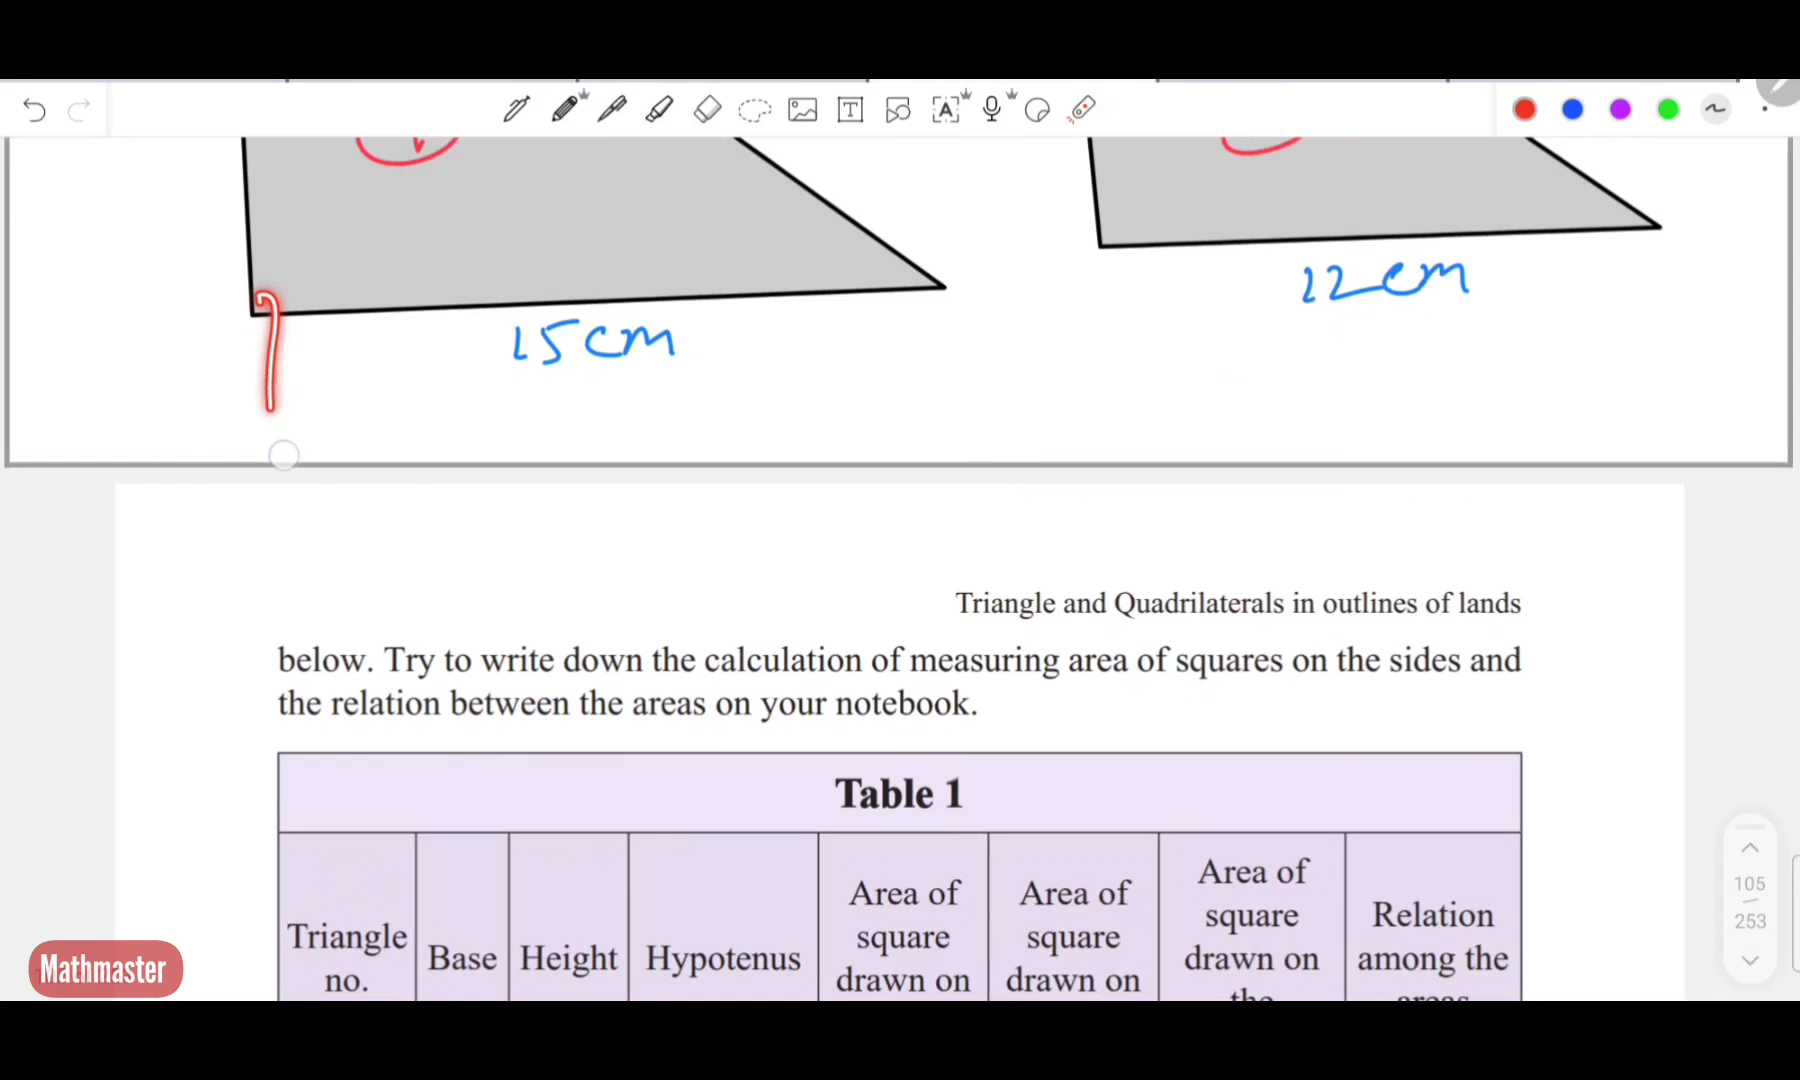 15cm
12cm
Triangle and Quadrilaterals in outlines of lands
below. Try to write down the calculation of measuring area of squares on the sides and
the relation between the areas on your notebook.
Table 1
Triangle no.
Base
Height
Hypotenus
Area of square drawn on
Area of square drawn on
Area of square drawn on the
Relation among the areas
105
253
Mathmaster